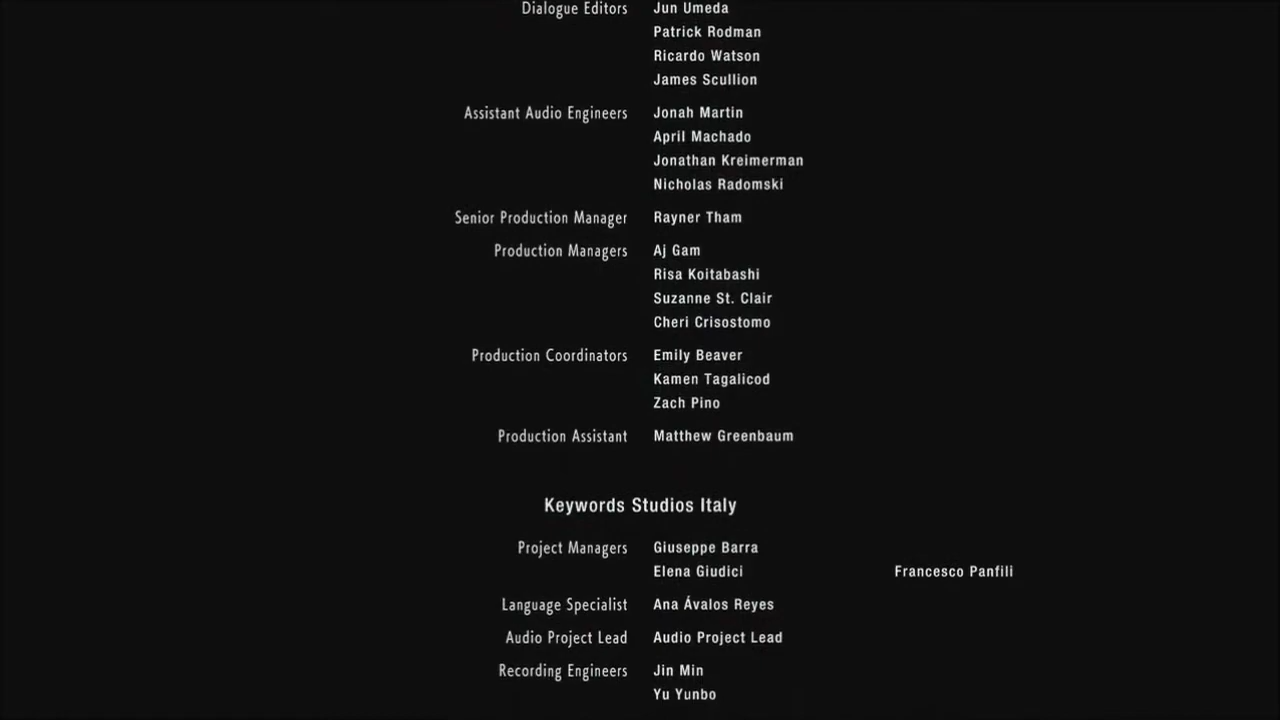 Dialogue Editors Jun Umeda
Patrick Rodman
Ricardo Watson
James Scullion
Assistant Audio Engineers Jonah Martin
April Machado
Jonathan Kreimerman
Nicholas Radomski
Senior Production Manager Rayner Tham
Production Managers Aj Gam
Risa Koitabashi
Suzanne St. Clair
Cheri Crisostomo
Production Coordinators Emily Beaver
Kamen Tagalicod
Zach Pino
Production Assistant Matthew Greenbaum
Keywords Studios Italy
Project Managers Giuseppe Barra
Elena Giudici Francesco Panfili
Language Specialist Ana Ávalos Reyes
Audio Project Lead Audio Project Lead
Recording Engineers Jin Min
Yu Yunbo